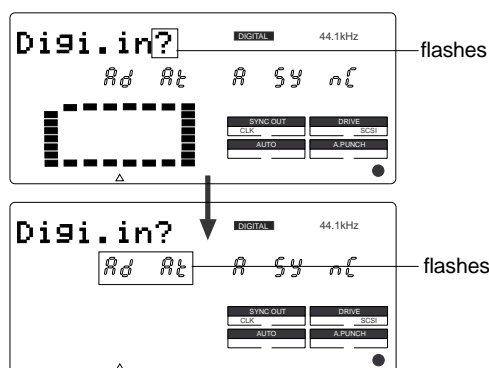 Digi.in? DIGITAL 44.1kHz
flashes
Ad At A SY nC
SYNC OUT DRIVE
CLK SCSI
AUTO A.PUNCH
Digi.in? DIGITAL 44.1kHz
Ad At A SY nC
flashes
SYNC OUT DRIVE
CLK SCSI
AUTO A.PUNCH